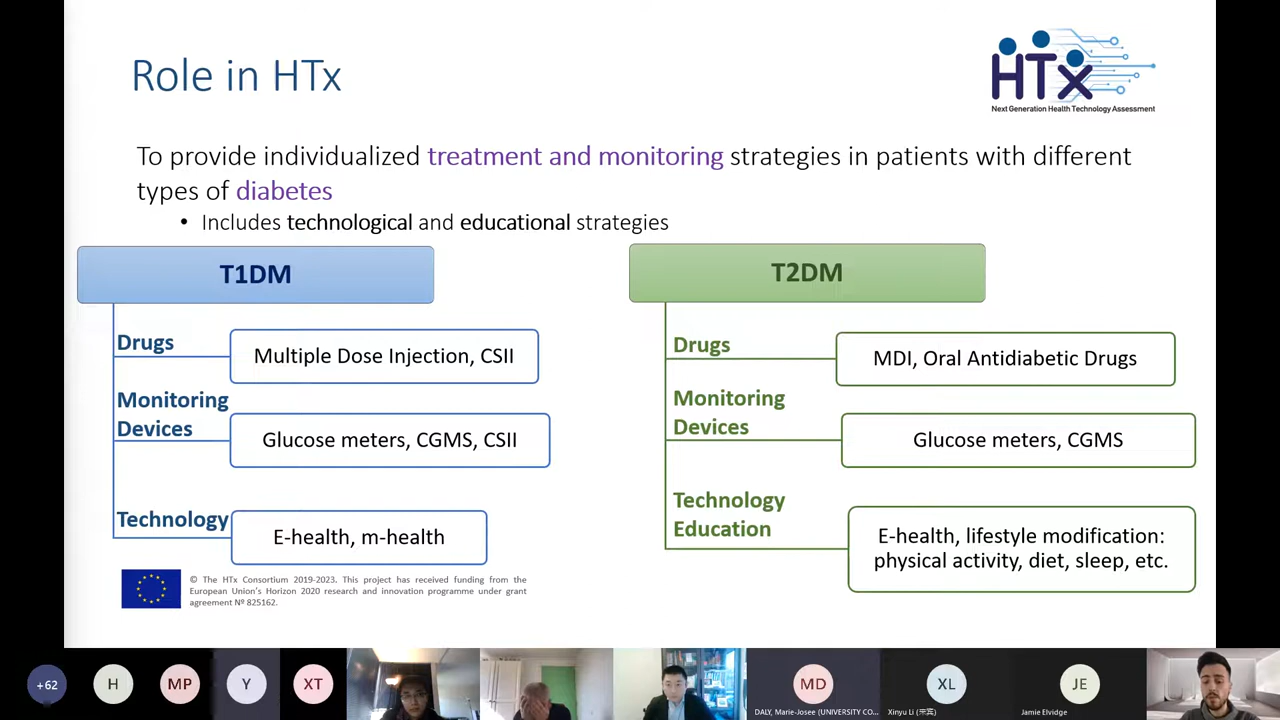 Role in HTx
HTx
Next Generation Health Technology Assessment
To provide individualized treatment and monitoring strategies in patients with different
types of diabetes
• Includes technological and educational strategies
T1DM
Drugs
Multiple Dose Injection, CSII
Monitoring
Devices
Glucose meters, CGMS, CSII
Technology
E-health, m-health
T2DM
Drugs
MDI, Oral Antidiabetic Drugs
Monitoring
Devices
Glucose meters, CGMS
Technology
Education
E-health, lifestyle modification:
physical activity, diet, sleep, etc.
© The HTx Consortium 2019-2023. This project has received funding from the
European Union's Horizon 2020 research and innovation programme under grant
agreement Nº 825162.
+62
H
MP
Y
XT
MD
DALY, Marie-Josee (UNIVERSITY CO...
XL
Xinyu Li (来宾)
JE
Jamie Elvidge